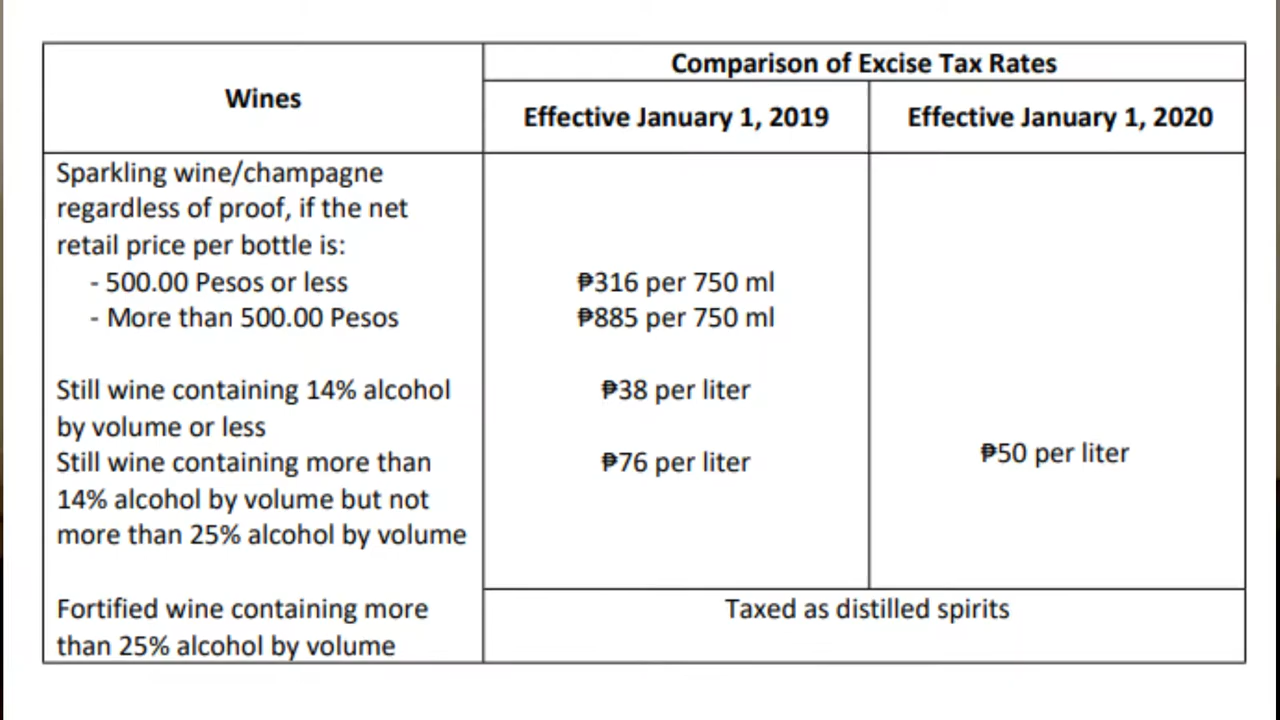 Wines
Comparison of Excise Tax Rates
Effective January 1, 2019
Effective January 1, 2020
Sparkling wine/champagne
regardless of proof, if the net
retail price per bottle is:
- 500.00 Pesos or less
₱316 per 750 ml
- More than 500.00 Pesos
₱885 per 750 ml
Still wine containing 14% alcohol
by volume or less
₱38 per liter
Still wine containing more than
14% alcohol by volume but not
more than 25% alcohol by volume
₱76 per liter
₱50 per liter
Fortified wine containing more
than 25% alcohol by volume
Taxed as distilled spirits